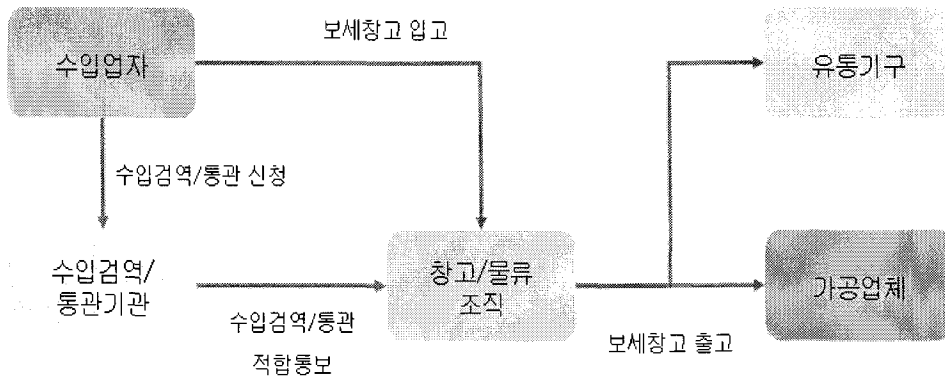 보세창고 입고
수입업자
유통기구
수입검역/통관 신청
수입검역/
통관기관
창고/물류
조직
가공업체
수입검역/통관
적합통보
보세창고 출고